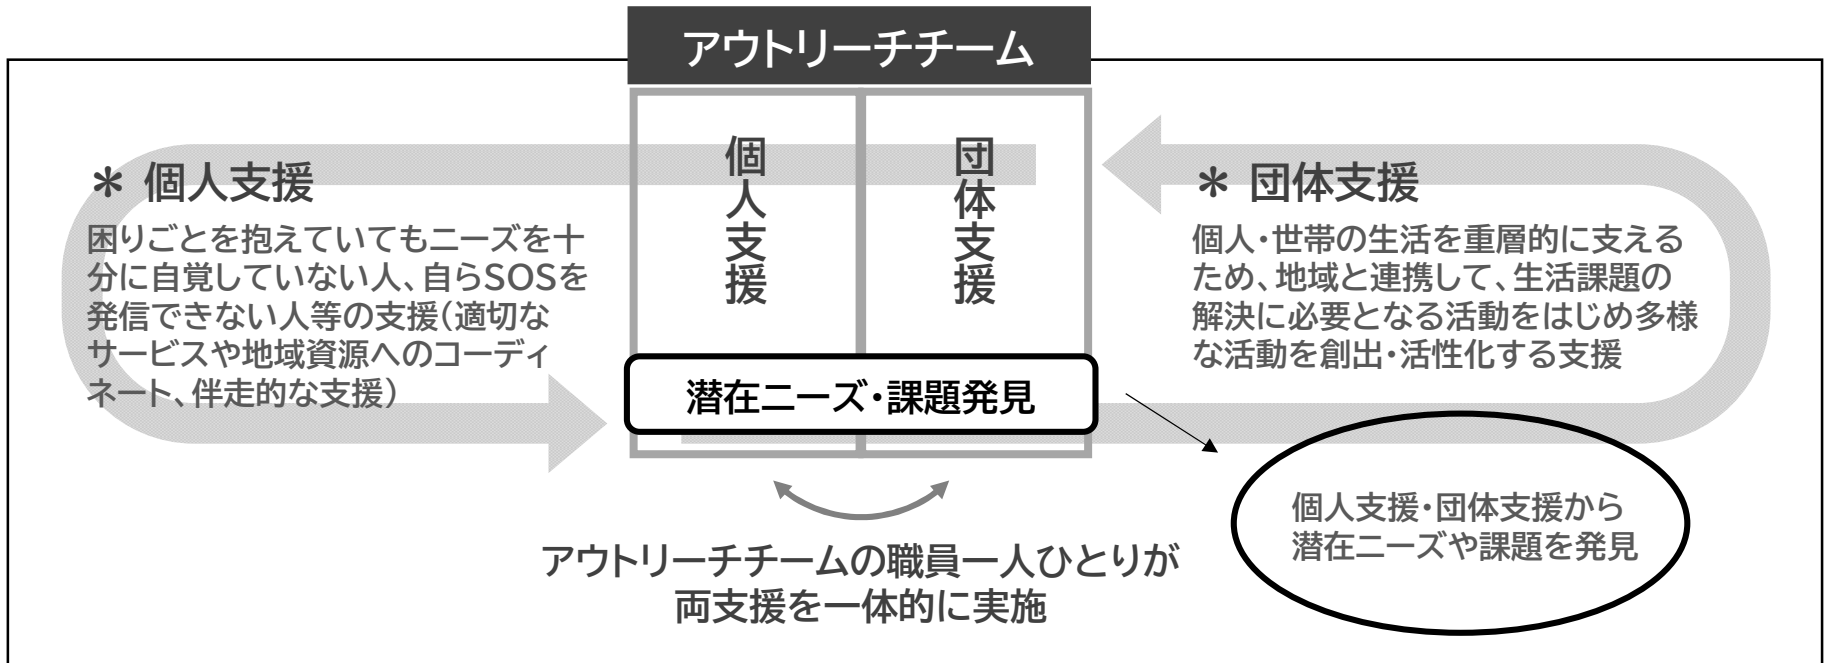 アウトリーチチーム
個人支援
団体支援
＊ 個人支援
困りごとを抱えていてもニーズを十
分に自覚していない人、自らSOSを
発信できない人等の支援(適切な
サービスや地域資源へのコーディ
ネート、伴走的な支援)
＊ 団体支援
個人・世帯の生活を重層的に支える
ため、地域と連携して、生活課題の
解決に必要となる活動をはじめ多様
な活動を創出・活性化する支援
潜在ニーズ・課題発見
個人支援・団体支援から
潜在ニーズや課題を発見
アウトリーチチームの職員一人ひとりが
両支援を一体的に実施